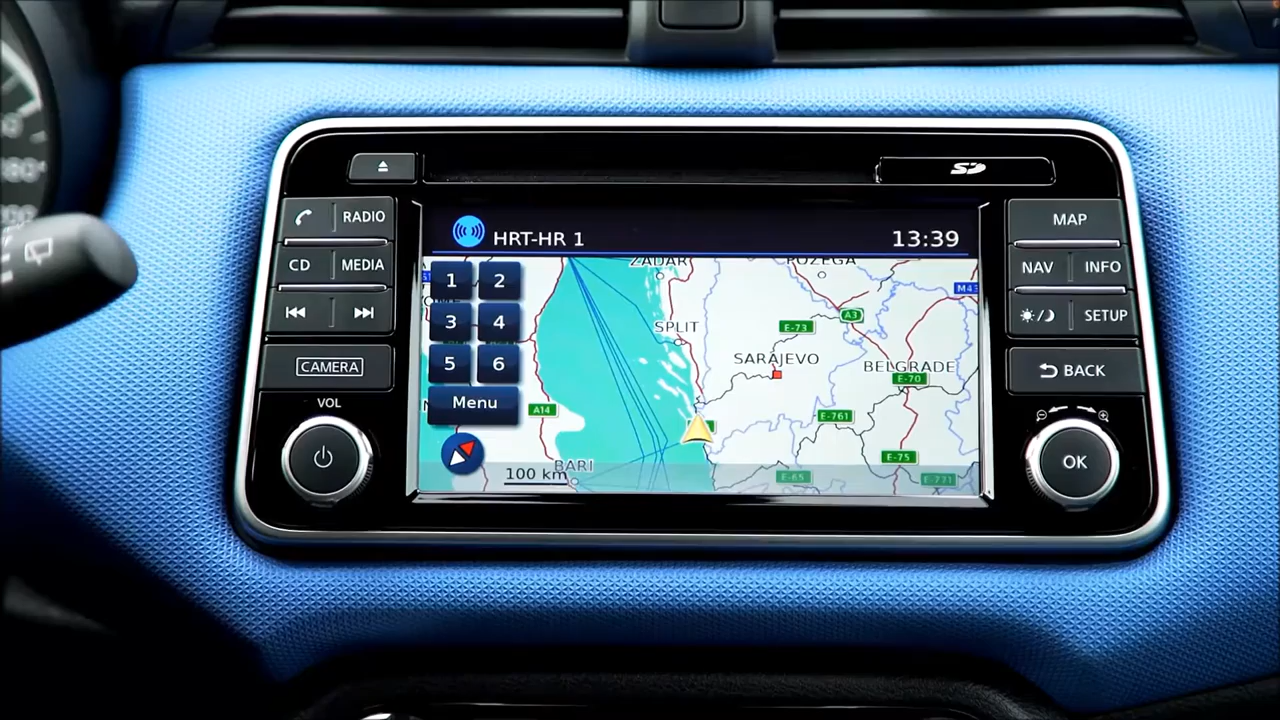 SD
RADIO
CD MEDIA
CAMERA
VOL
HRT-HR 1
13:39
1 2
3 4
5 6
Menu
ZADAR
POZEGA
SPLIT
SARAJEVO
BELGRADE
BARI
100 km
A14
E-73
A3
E-70
E-761
E-75
E-65
E-771
MAP
NAV INFO
SETUP
BACK
OK